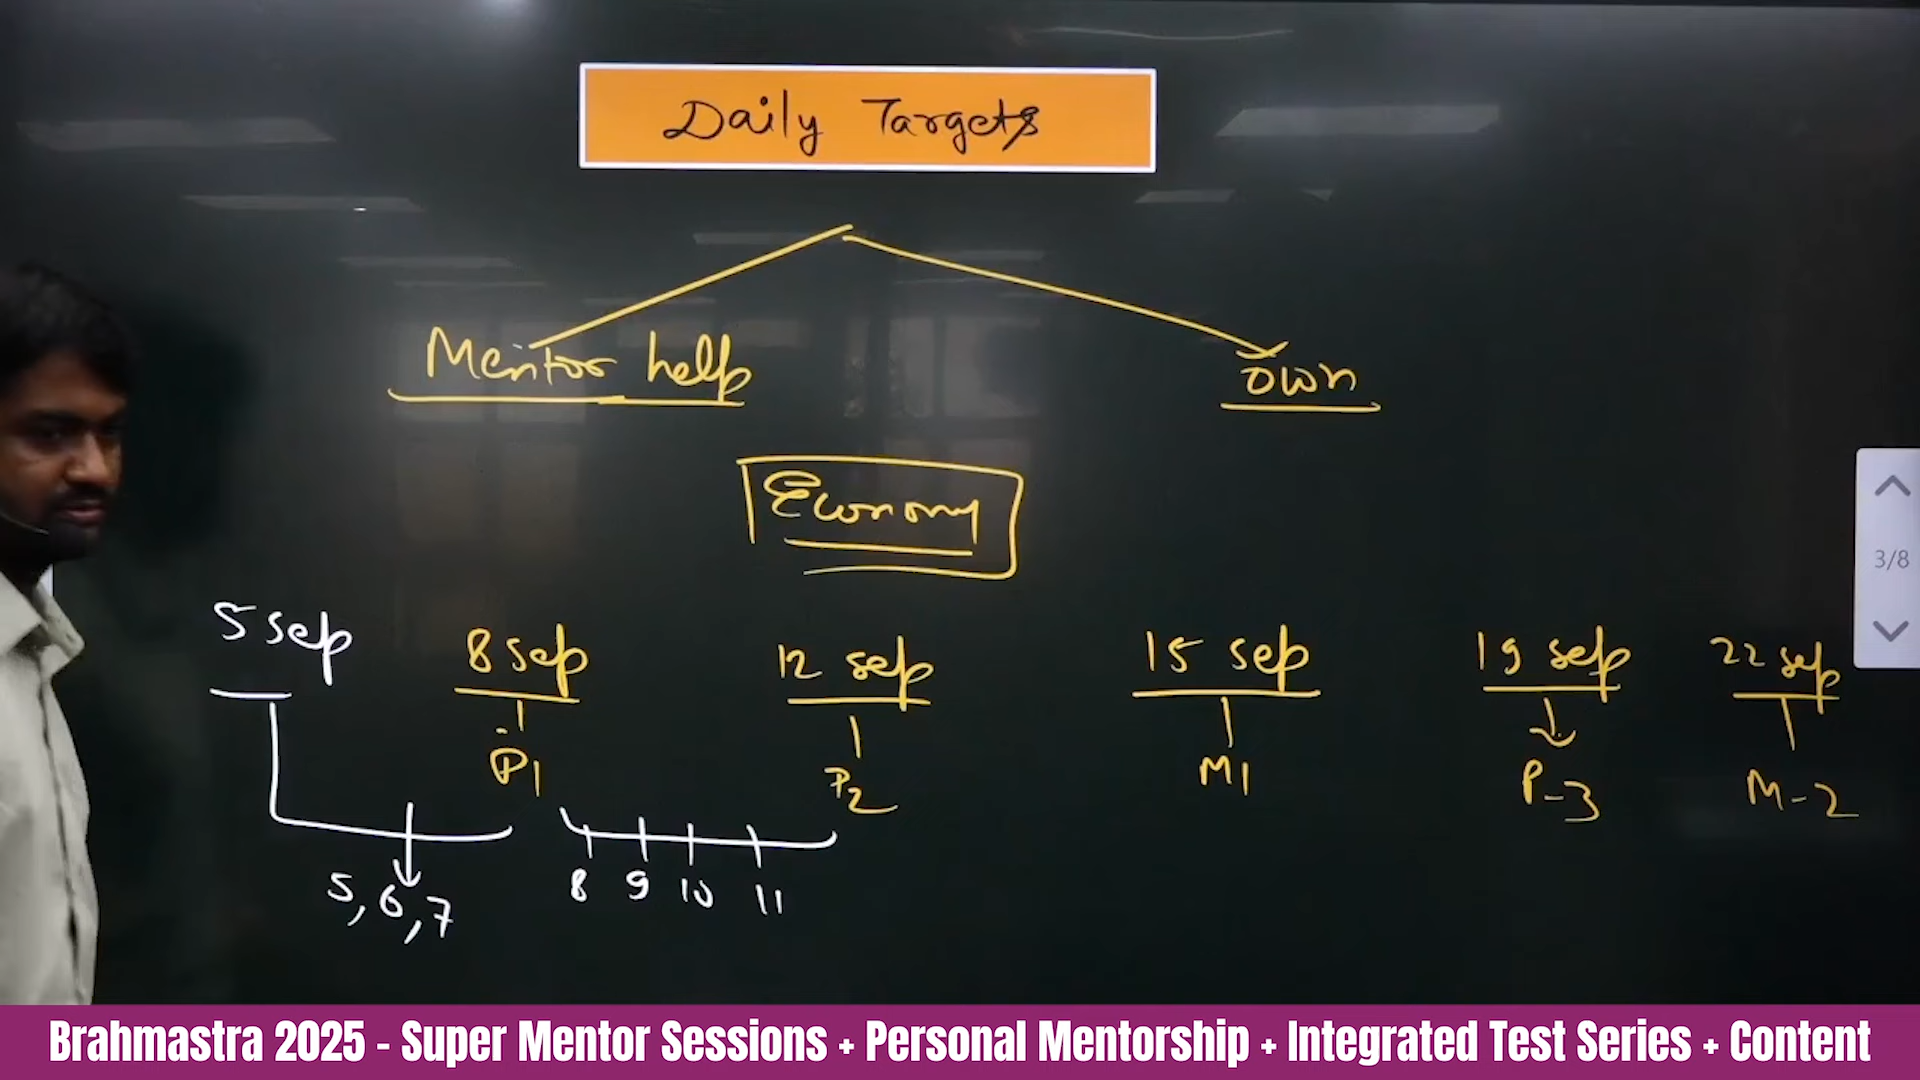 Daily Targets
Mentor help
own
Economy
5 sep
8 sep
12 sep
15 sep
19 sep
22 sep
P1
P2
M1
P-3
M-2
5, 6, 7
8 9 10 11
3/8
Brahmastra 2025 - Super Mentor Sessions + Personal Mentorship + Integrated Test Series + Content